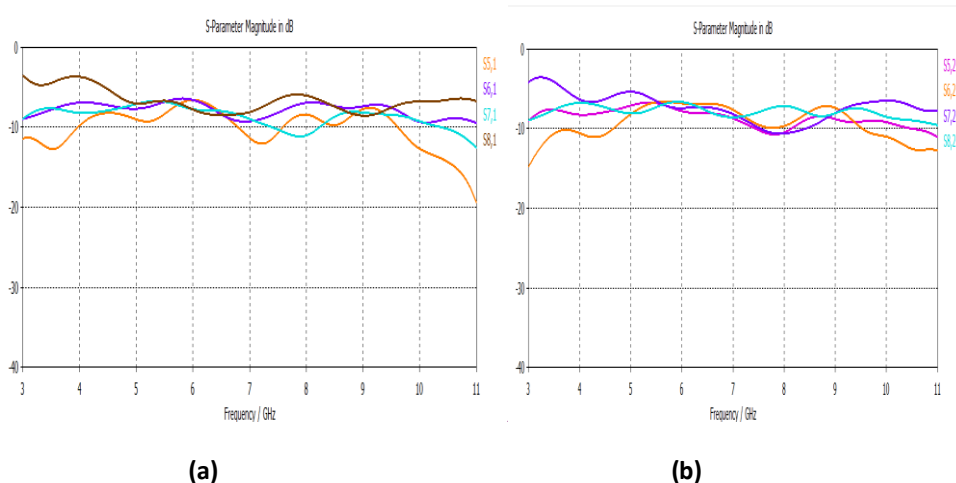 S-Parameter Magnitude in dB
0
-10
-20
-30
-40
3 4 5 6 7 8 9 10 11
Frequency / GHz
S5,1
S6,1
S7,1
S8,1
(a)
S-Parameter Magnitude in dB
0
-10
-20
-30
-40
3 4 5 6 7 8 9 10 11
Frequency / GHz
S5,2
S6,2
S7,2
S8,2
(b)